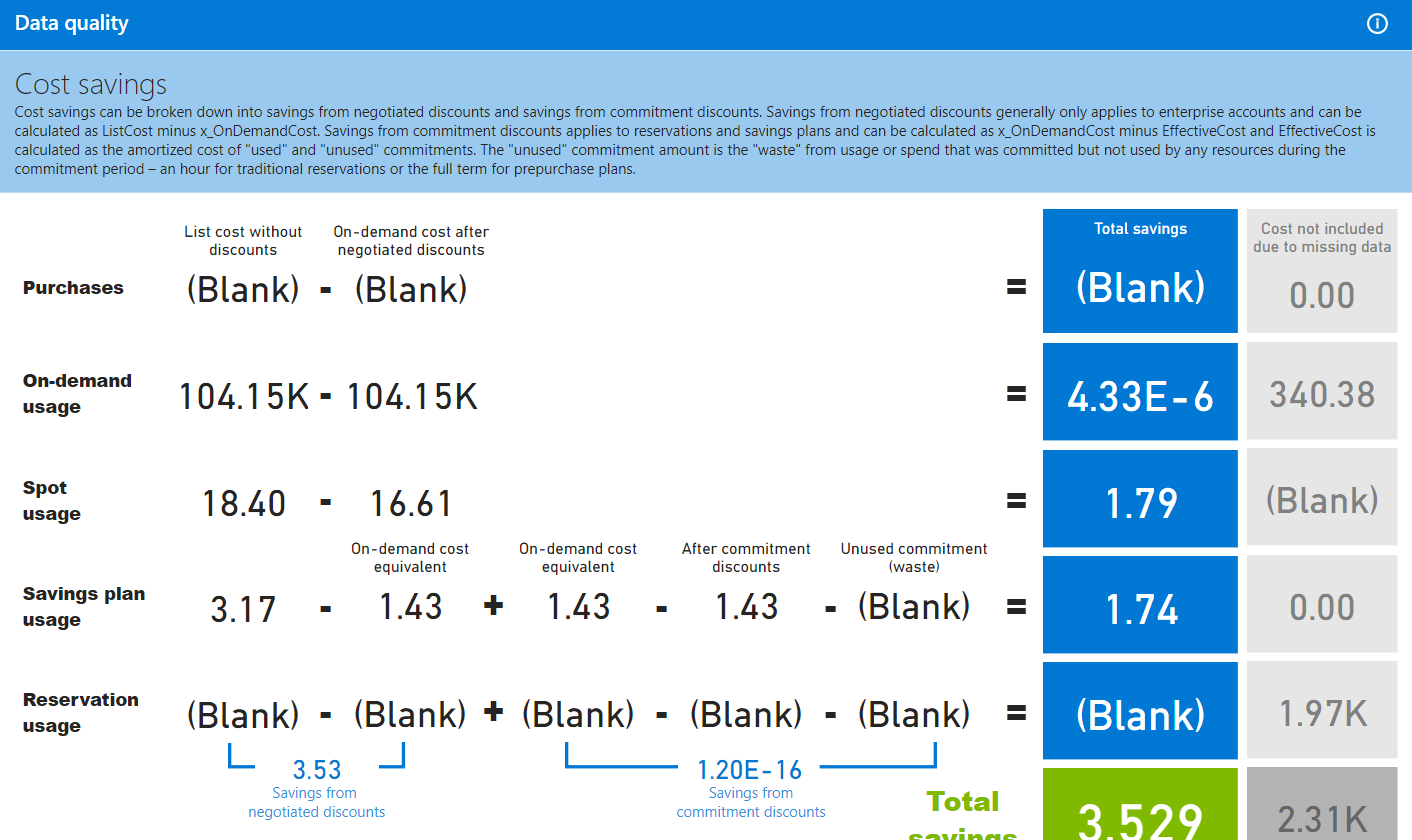 Data quality
Cost savings
Cost savings can be broken down into savings from negotiated discounts and savings from commitment discounts. Savings from negotiated discounts generally only applies to enterprise accounts and can be
calculated as ListCost minus x_OnDemandCost. Savings from commitment discounts applies to reservations and savings plans and can be calculated as x_OnDemandCost minus EffectiveCost and EffectiveCost is
calculated as the amortized cost of "used" and "unused" commitments. The "unused" commitment amount is the "waste" from usage or spend that was committed but not used by any resources during the
commitment period – an hour for traditional reservations or the full term for prepurchase plans.
List cost without
discounts
On-demand cost after
negotiated discounts
Total savings
Cost not included
due to missing data
Purchases
(Blank) - (Blank) = (Blank) 0.00
On-demand
usage
104.15K - 104.15K = 4.33E-6 340.38
Spot
usage
18.40 - 16.61 = 1.79 (Blank)
On-demand cost
equivalent
On-demand cost
equivalent
After commitment
discounts
Unused commitment
(waste)
Savings plan
usage
3.17 - 1.43 + 1.43 - 1.43 - (Blank) = 1.74 0.00
Reservation
usage
(Blank) - (Blank) + (Blank) - (Blank) - (Blank) = (Blank) 1.97K
3.53
Savings from
negotiated discounts
1.20E-16
Savings from
commitment discounts
Total
savings
3.529
2.31K